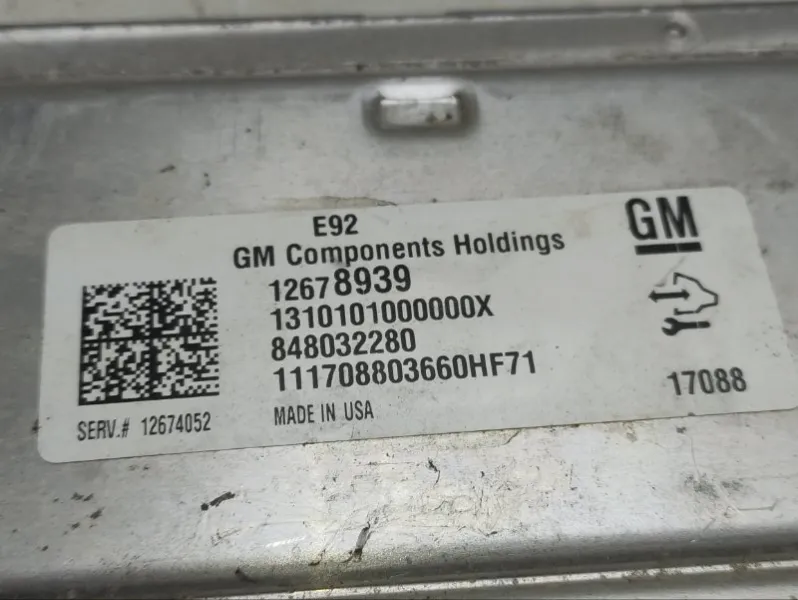 E92
GM Components Holdings
GM
12678939
1310101000000X
848032280
111708803660HF71
17088
SERV.# 12674052
MADE IN USA